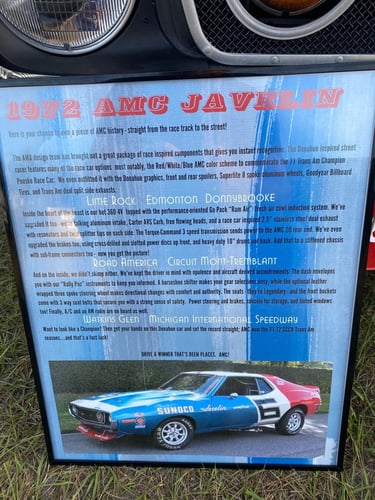 1972 AMC JAVELIN
Here is your chance to own a piece of AMC history - straight from the race track to the street!
The AMX design team has brought out a great package of race inspired components that gives you instant recognition. The Donohue inspired street
racer features many of the race car options most notably, the Red/White/Blue AMC color scheme to commemorate the 71 Trans Am Champion
Penske Race Car. We even outfitted it with the Donohue graphics, front and rear spoilers, Superlite 8 spoke aluminum wheels, Goodyear Billboard
Tires, and Trans Am dual split side exhausts.
LIME ROCK EDMONTON DONNYBROOKE
Inside the heart of the beast is our hot 360 4V topped with the performance-oriented Go Pack "Ram Air" fresh air cowl induction system. We've
upgraded it too - we're talking aluminum intake, Carter AVS Carb, free flowing heads, and a race car inspired 2.5" stainless steel dual exhaust
with resonators and four splitter tips on each side. The Torque-Command 3 speed transmission sends power to the AMC 20 rear end. We've even
upgraded the brakes too, using cross-drilled and slotted power disc up front, and heavy duty 10" drums out back. Add that to a stiffened chassis
with sub-frame connectors too - now you get the picture!
ROAD AMERICA CIRCUIT MONT-TREMBLANT
And on the inside, we didn't skimp either. We've kept the driver in mind with opulence and aircraft derived accoutrements. The dash envelopes
you with our "Rally Pac" instruments to keep you informed. A horseshoe shifter makes your gear selections easy, while the optional leather
wrapped three spoke steering wheel makes directional changes with comfort and authority. The seats - they're Legendary - and the front buckets
come with 3 way seat belts that secure you with a strong sense of safety. Power steering and brakes, console for storage, and tinted windows
too! Finally, A/C and an AM radio are on board as well.
WATKINS GLEN MICHIGAN INTERNATIONAL SPEEDWAY
Want to look like a Champion? Then get your hands on this Donohue car and set the record straight; AMC won the 71-72 SCCA Trans Am
seasons....and that's a fact Jack!
DRIVE A WINNER THAT'S BEEN PLACES. AMC!
SUNOCO Javelin 6